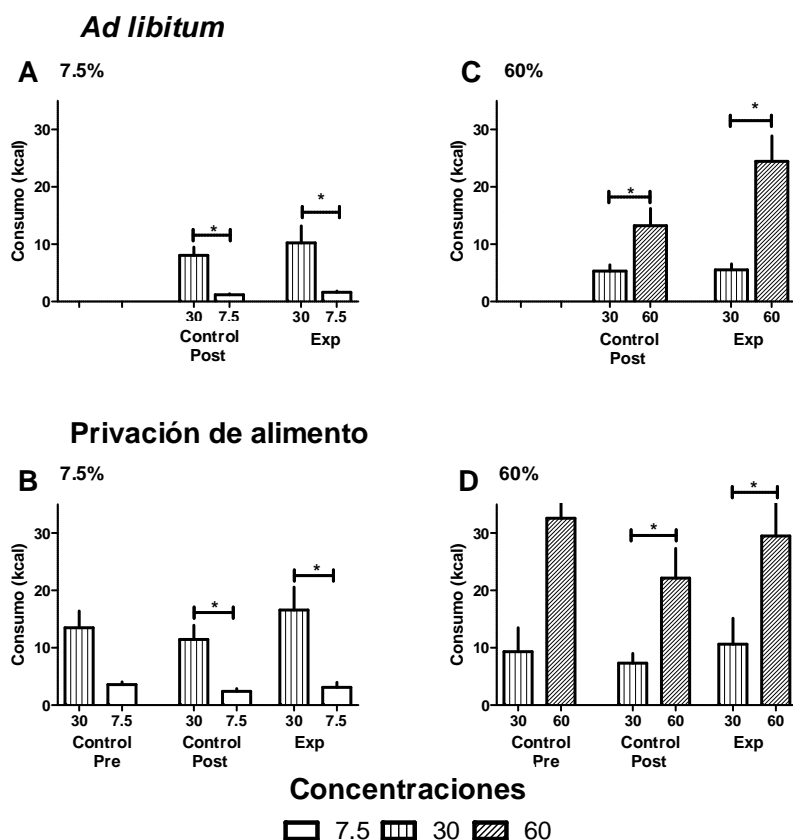 Ad libitum
A 7.5%
Consumo (kcal)
30
20
10
0
* *
30 7.5 30 7.5
Control Exp
Post
C 60%
Consumo (kcal)
30
20
10
0
* *
30 60 30 60
Control Exp
Post
Privación de alimento
B 7.5%
Consumo (kcal)
30
20
10
0
* *
30 7.5 30 7.5 30 7.5
Control Control Exp
Pre Post
D 60%
Consumo (kcal)
30
20
10
0
* *
30 60 30 60 30 60
Control Control Exp
Pre Post
Concentraciones
7.5 30 60